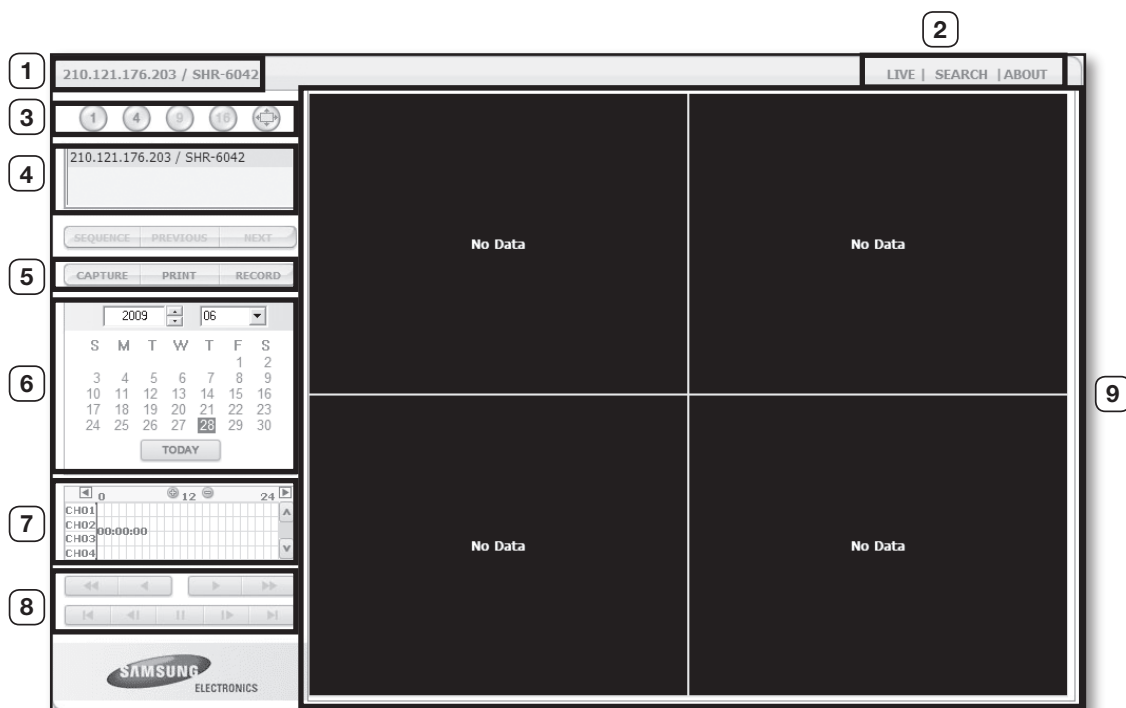 2
1
210.121.176.203 / SHR-6042
LIVE | SEARCH |ABOUT
3
1 4 9 16
4
210.121.176.203 / SHR-6042
SEQUENCE PREVIOUS NEXT
5
CAPTURE PRINT RECORD
6
2009 06
S M T W T F S
1 2
3 4 5 6 7 8 9
10 11 12 13 14 15 16
17 18 19 20 21 22 23
24 25 26 27 28 29 30
TODAY
7
0 12 24
CH01
CH02
00:00:00
CH03
CH04
8
SAMSUNG
ELECTRONICS
No Data
No Data
No Data
No Data
9